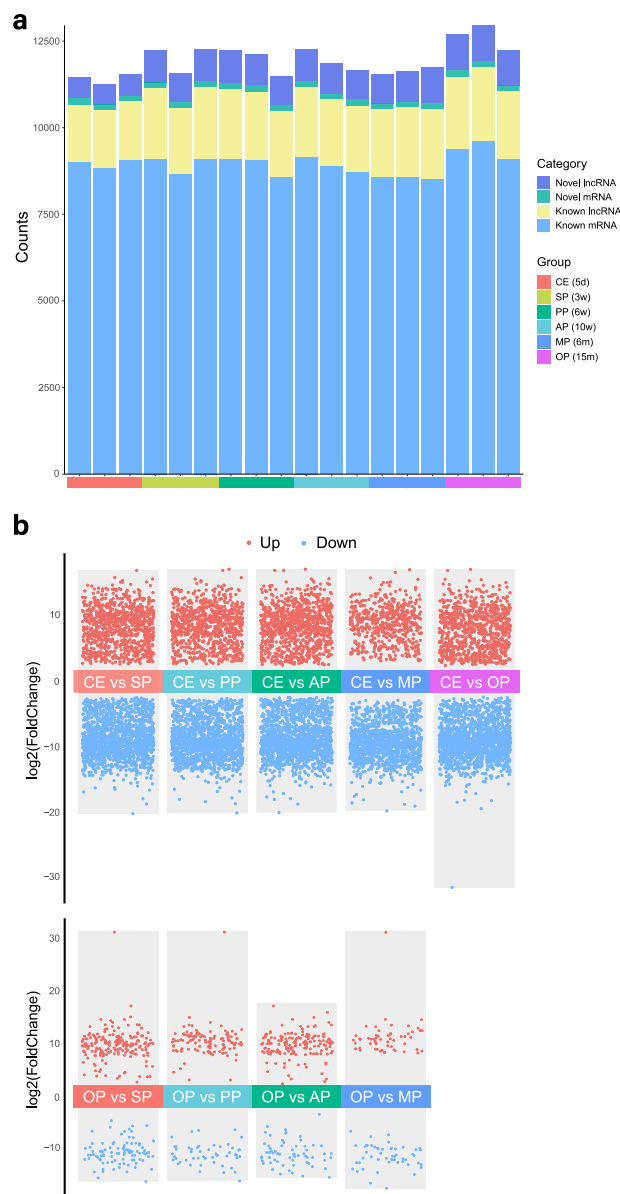 a
12500
10000
7500
5000
2500
0
Counts
Category
Novel lncRNA
Novel mRNA
Known lncRNA
Known mRNA
Group
CE (5d)
SP (3w)
PP (6w)
AP (10w)
MP (6m)
OP (15m)
b
Up Down
10
0
−10
−20
−30
log2(FoldChange)
CE vs SP CE vs PP CE vs AP CE vs MP CE vs OP
30
20
10
0
−10
log2(FoldChange)
OP vs SP OP vs PP OP vs AP OP vs MP